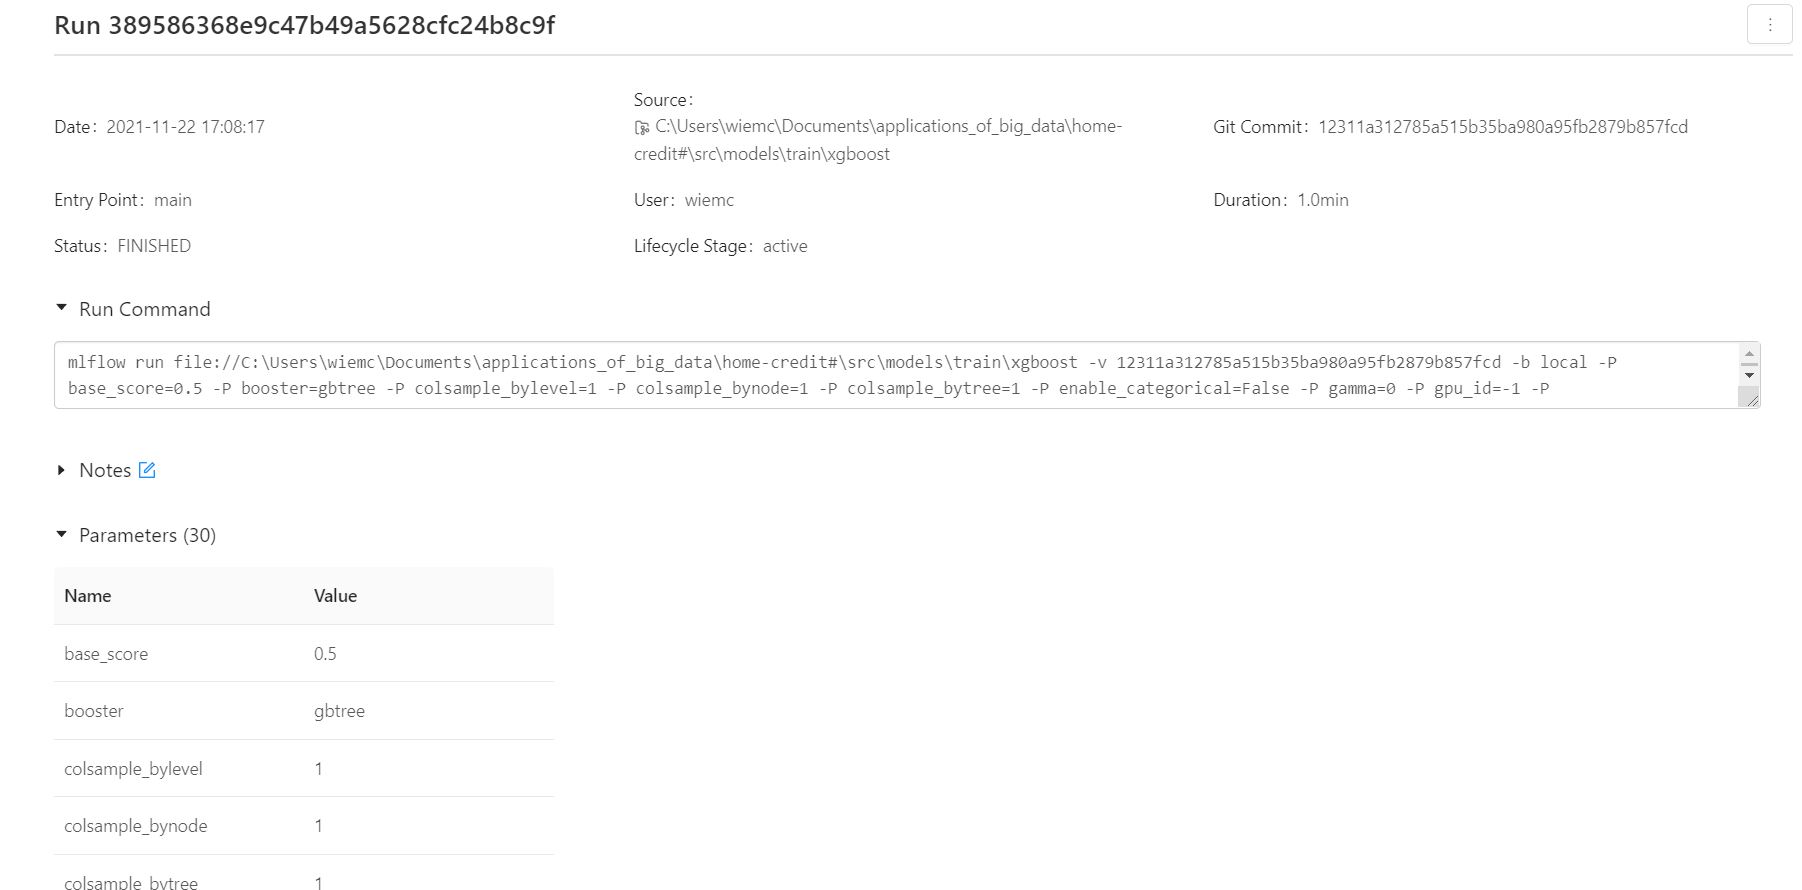 Run 389586368e9c47b49a5628cfc24b8c9f
Date: 2021-11-22 17:08:17
Source:
C:\Users\wiemc\Documents\applications_of_big_data\home-
credit#\src\models\train\xgboost
Git Commit: 12311a312785a515b35ba980a95fb2879b857fcd
Entry Point: main
User: wiemc
Duration: 1.0min
Status: FINISHED
Lifecycle Stage: active
Run Command
mlflow run file://C:\Users\wiemc\Documents\applications_of_big_data\home-credit#\src\models\train\xgboost -v 12311a312785a515b35ba980a95fb2879b857fcd -b local -P
base_score=0.5 -P booster=gbtree -P colsample_bylevel=1 -P colsample_bynode=1 -P colsample_bytree=1 -P enable_categorical=False -P gamma=0 -P gpu_id=-1 -P
Notes
Parameters (30)
Name Value
base_score 0.5
booster gbtree
colsample_bylevel 1
colsample_bynode 1
colsample_bytree 1